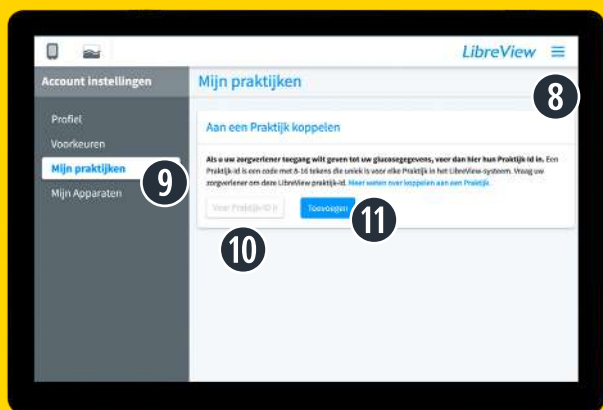 LibreView
Account instellingen
Mijn praktijken
8
Profiel
Aan een Praktijk koppelen
Voorkeuren
Mijn praktijken
9
Mijn Apparaten
Als u uw zorgverlener toegang wilt geven tot uw glucosegegevens, voer dan hier hun Praktijk-id in. Een
Praktijk-id is een code met 8-16 tekens die uniek is voor elke Praktijk in het LibreView-systeem. Vraag uw
zorgverlener om deze LibreView praktijk-id. Meer weten over koppelen aan een Praktijk.
Voer Praktijk-ID i
Toevoegen
11
10